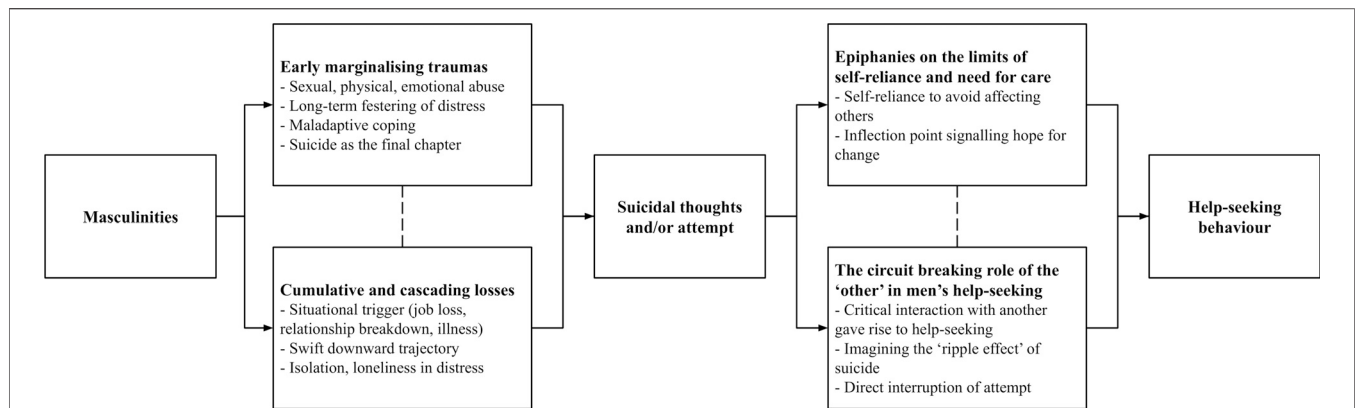 Masculinities
Early marginalising traumas
- Sexual, physical, emotional abuse
- Long-term festering of distress
- Maladaptive coping
- Suicide as the final chapter
Cumulative and cascading losses
- Situational trigger (job loss,
relationship breakdown, illness)
- Swift downward trajectory
- Isolation, loneliness in distress
Suicidal thoughts
and/or attempt
Epiphanies on the limits of
self-reliance and need for care
- Self-reliance to avoid affecting
others
- Inflection point signalling hope for
change
The circuit breaking role of the
‘other’ in men’s help-seeking
- Critical interaction with another
gave rise to help-seeking
- Imagining the ‘ripple effect’ of
suicide
- Direct interruption of attempt
Help-seeking
behaviour